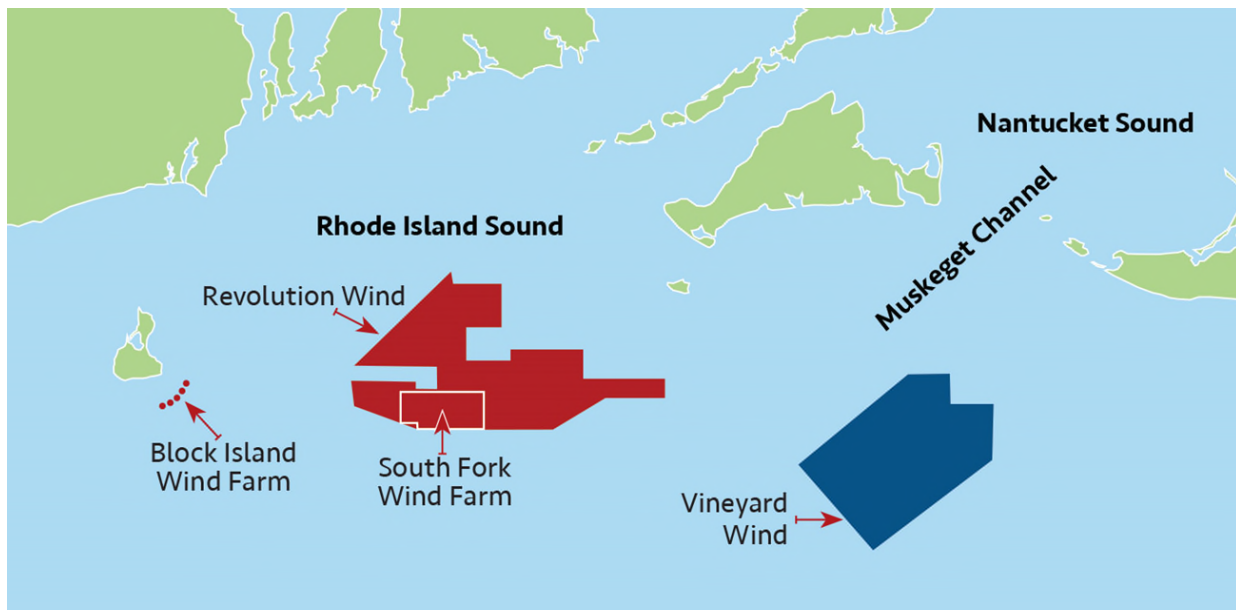 Nantucket Sound
Muskeget Channel
Rhode Island Sound
Revolution Wind
Block Island
Wind Farm
South Fork
Wind Farm
Vineyard
Wind